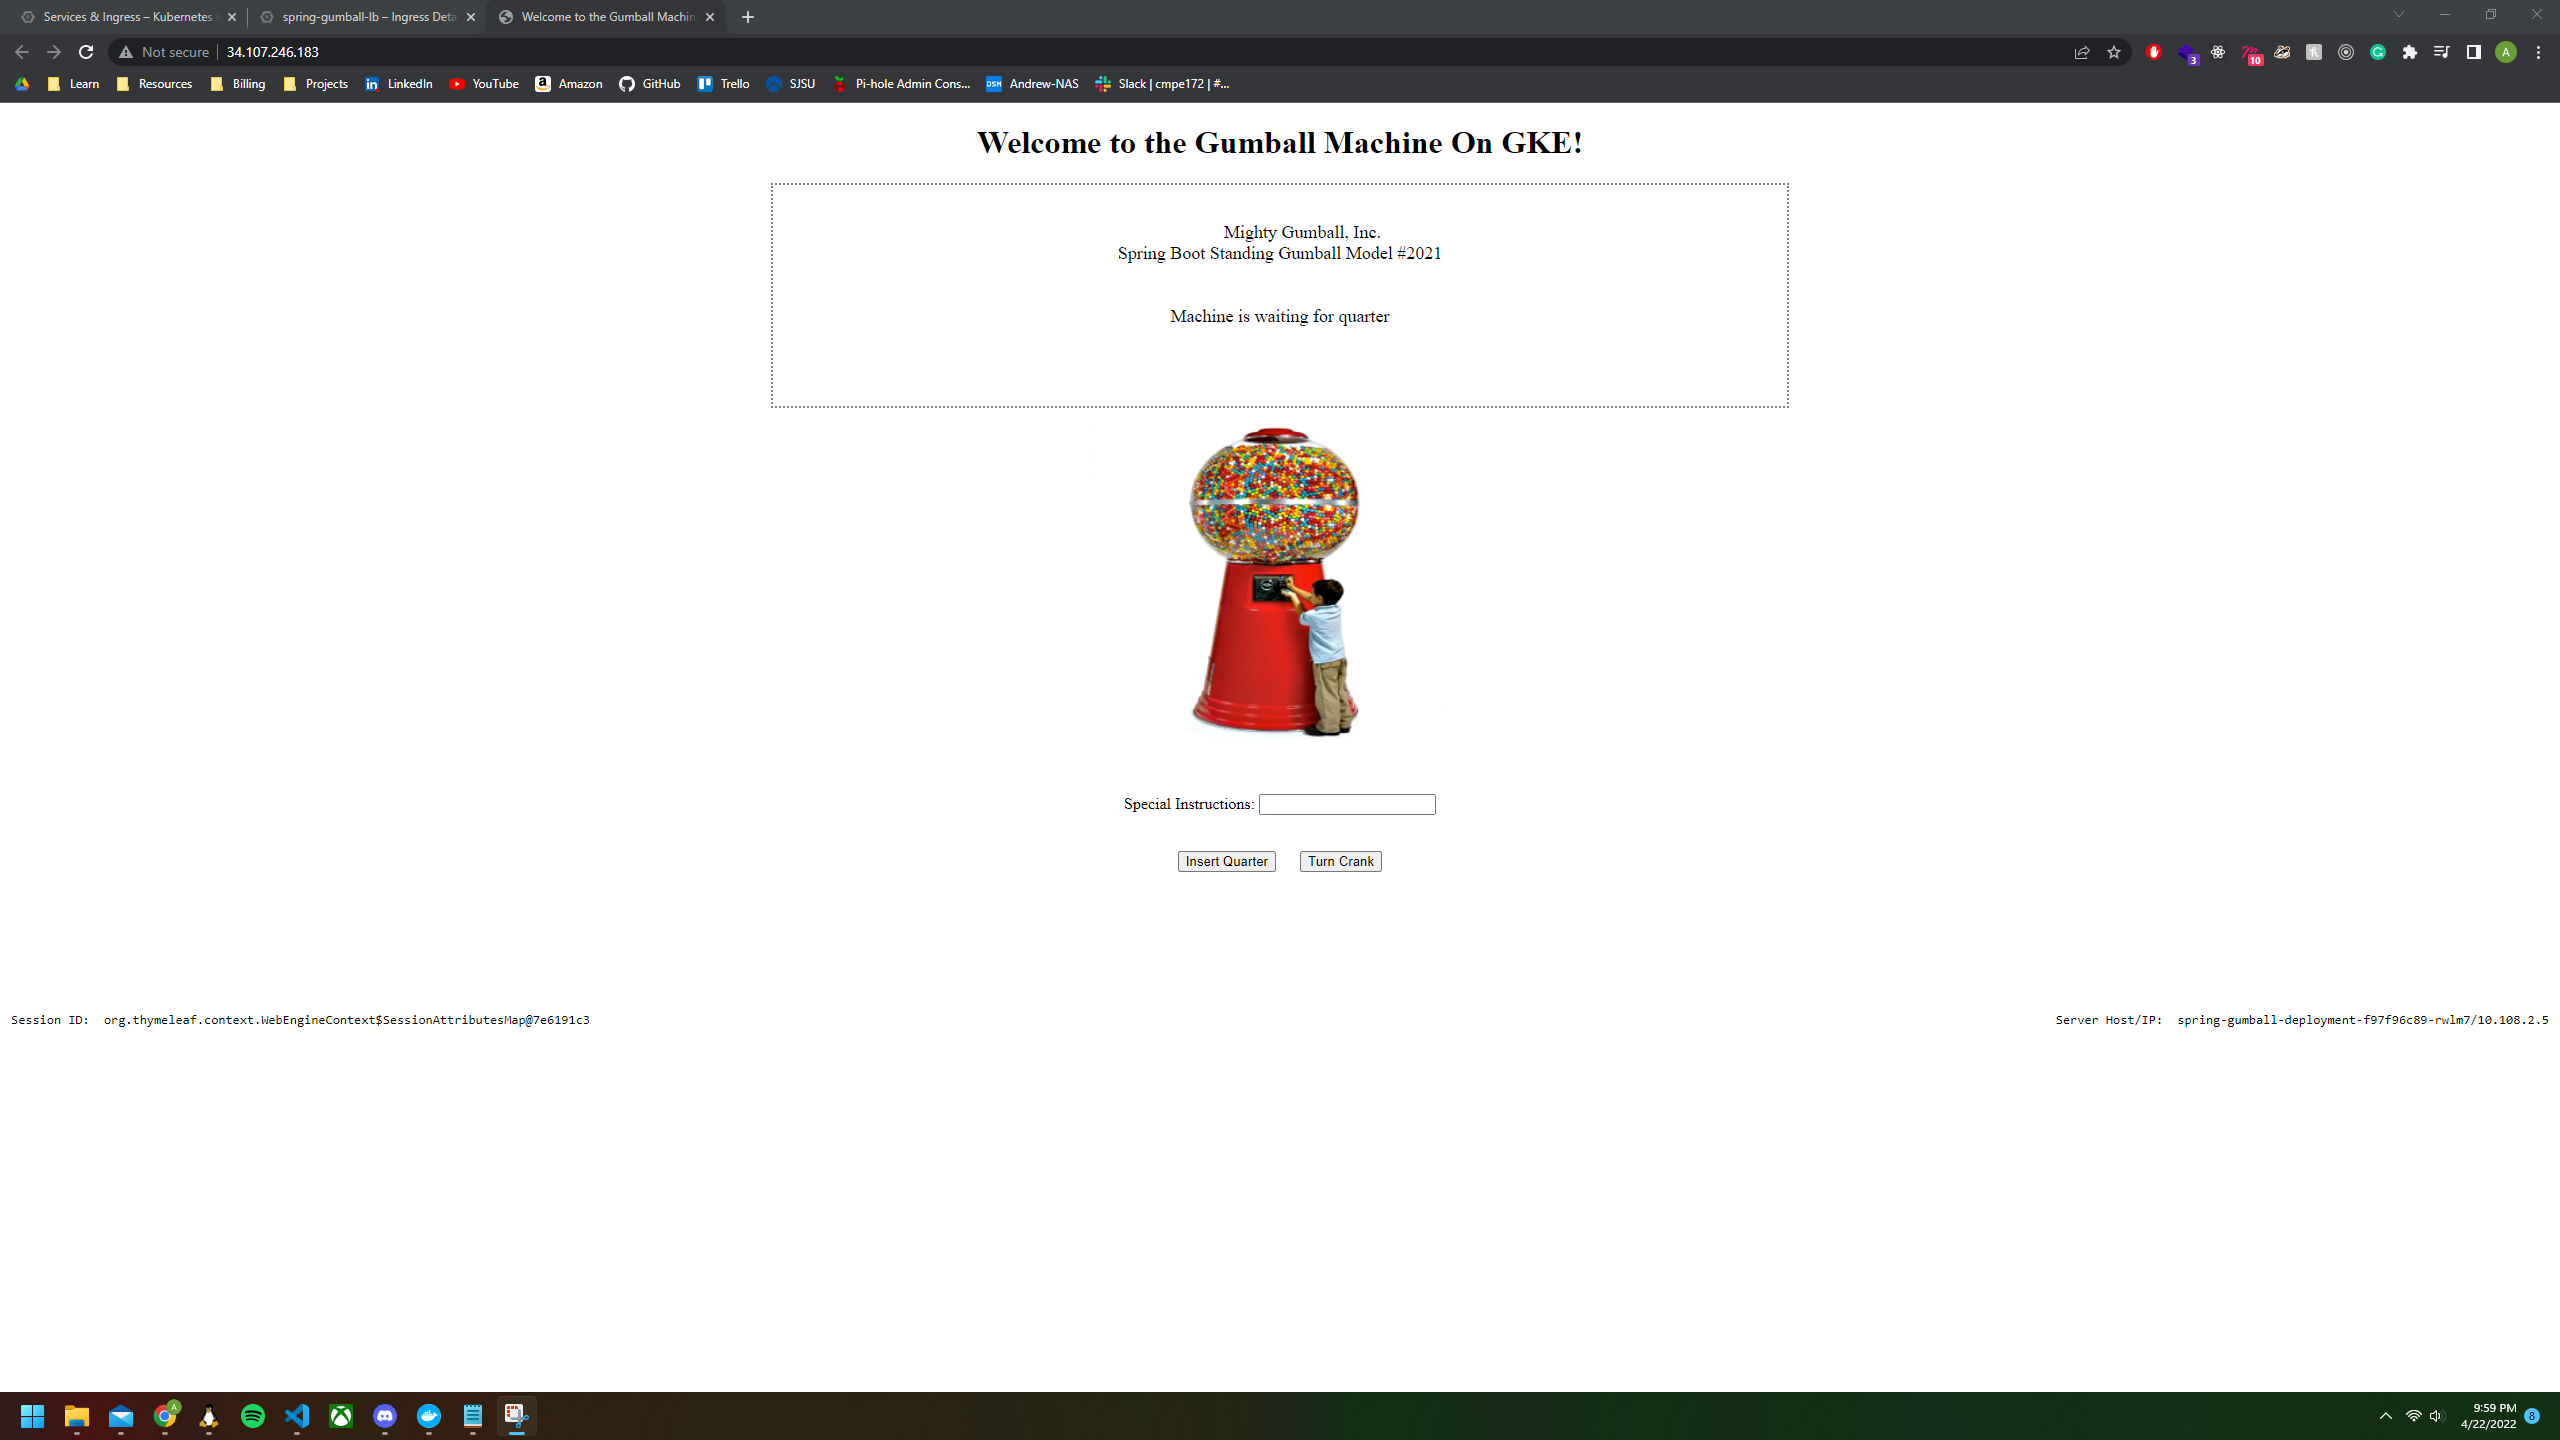 Services & Ingress – Kubernetes
spring-gumball-lb – Ingress Deta
Welcome to the Gumball Machin
Not secure
34.107.246.183
3
10
A
Learn
Resources
Billing
Projects
LinkedIn
YouTube
Amazon
GitHub
Trello
SJSU
Pi-hole Admin Cons...
DSM
Andrew-NAS
Slack | cmpe172 | #...
Welcome to the Gumball Machine On GKE!
Mighty Gumball, Inc.
Spring Boot Standing Gumball Model #2021
Machine is waiting for quarter
Special Instructions:
Insert Quarter
Turn Crank
Session ID: org.thymeleaf.context.WebEngineContext$SessionAttributesMap@7e6191c3
Server Host/IP: spring-gumball-deployment-f97f96c89-rwlm7/10.108.2.5
A
9:59 PM
4/22/2022
8